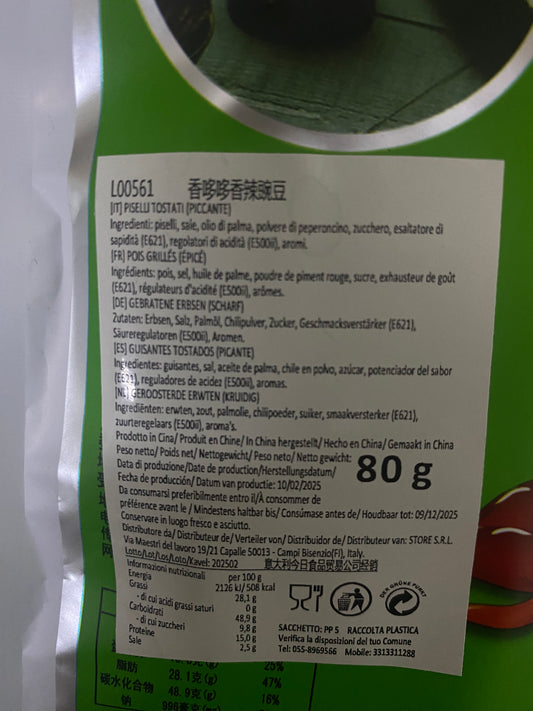 L00561 香哆哆香辣豌豆
[IT] PISELLI TOSTATI (PICCANTE)
Ingredienti: piselli, sale, olio di palma, polvere di peperoncino, zucchero, esaltatore di
sapidità (E621), regolatori di acidità (E500ii), aromi.
[FR] POIS GRILLÉS (ÉPICÉ)
Ingrédients: pois, sel, huile de palme, poudre de piment rouge, sucre, exhausteur de goût
(E621), régulateurs d'acidité (E500ii), arômes.
[DE] GEBRATENE ERBSEN (SCHARF)
Zutaten: Erbsen, Salz, Palmöl, Chilipulver, Zucker, Geschmacksverstärker (E621),
Säureregulatoren (E500ii), Aromen.
[ES] GUISANTES TOSTADOS (PICANTE)
Ingredientes: guisantes, sal, aceite de palma, chile en polvo, azúcar, potenciador del sabor
(E621), reguladores de acidez (E500ii), aromas.
[NL] GEROOSTERDE ERWTEN (KRUIDIG)
Ingrediënten: erwten, zout, palmolie, chilipoeder, suiker, smaakversterker (E621),
zuurteregelaars (E500ii), aroma's.
Prodotto in Cina/ Produit en Chine/ In China hergestellt/ Hecho en China/ Gemaakt in China
Peso netto/ Poids net/ Nettogewicht/ Peso neto/ Netto gewicht: 80 g
Data di produzione/Date de production/Herstellungsdatum/
Fecha de producción/ Datum van productie: 10/02/2025
Da consumarsi preferibilmente entro il/À consommer de
préférence avant le / Mindestens haltbar bis/ Consúmase antes de/ Houdbaar tot: 09/12/2025
Conservare in luogo fresco e asciutto.
Distributore da/ Distributeur de/ Verteiler von/ Distribuidor de/ Distributeur van: STORE S.R.L.
Via Maestri del lavoro 19/21 Capalle 50013 - Campi Bisenzio(FI), Italy.
Lotto/Lot/Los/Loto/Kavel: 202502 意大利今日食品贸易公司经销
Informazioni nutrizionali per 100 g
Energia 2126 kJ/ 508 kcal
Grassi 28,1 g
- di cui acidi grassi saturi 0 g
Carboidrati 48,9 g
- di cui zuccheri 9,8 g
Proteine 15,0 g
Sale 2,5 g
DER GRÜNE PUNKT
SACCHETTO: PP 5 RACCOLTA PLASTICA
Verifica la disposizioni del tuo Comune
Tel: 055-8969566 Mobile: 3313311288
25%
脂肪 28.1克(g) 47%
碳水化合物 48.9克(g) 16%
钠